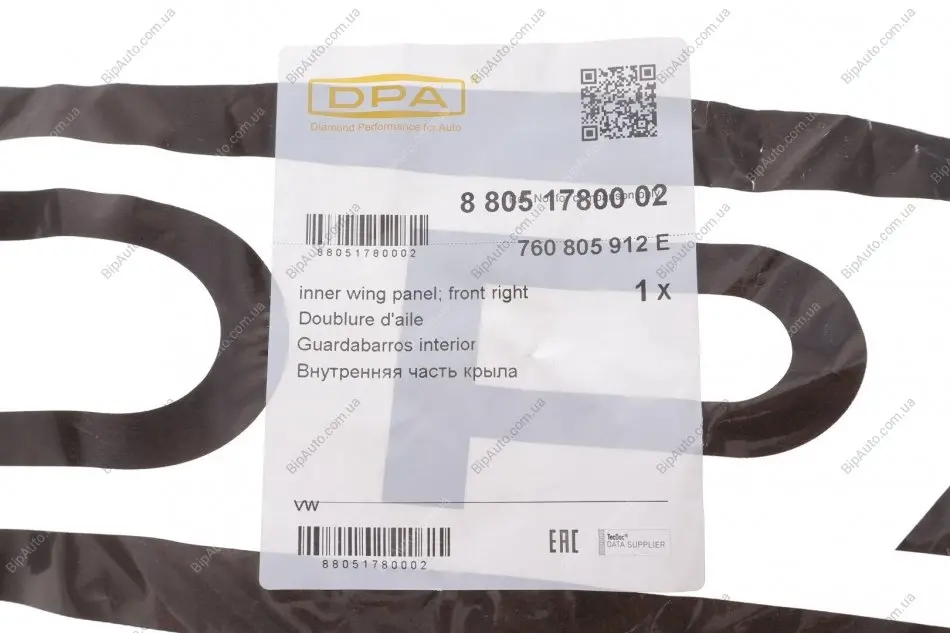 DPA
Diamond Performance for Auto
8 805 17800 02
88051780002
760 805 912 E
inner wing panel; front right
1 x
Doublure d'aile
Guardabarros interior
Внутренняя часть крыла
VW
88051780002
EAC
TecDoc®
DATA SUPPLIER
BipAuto.com.ua